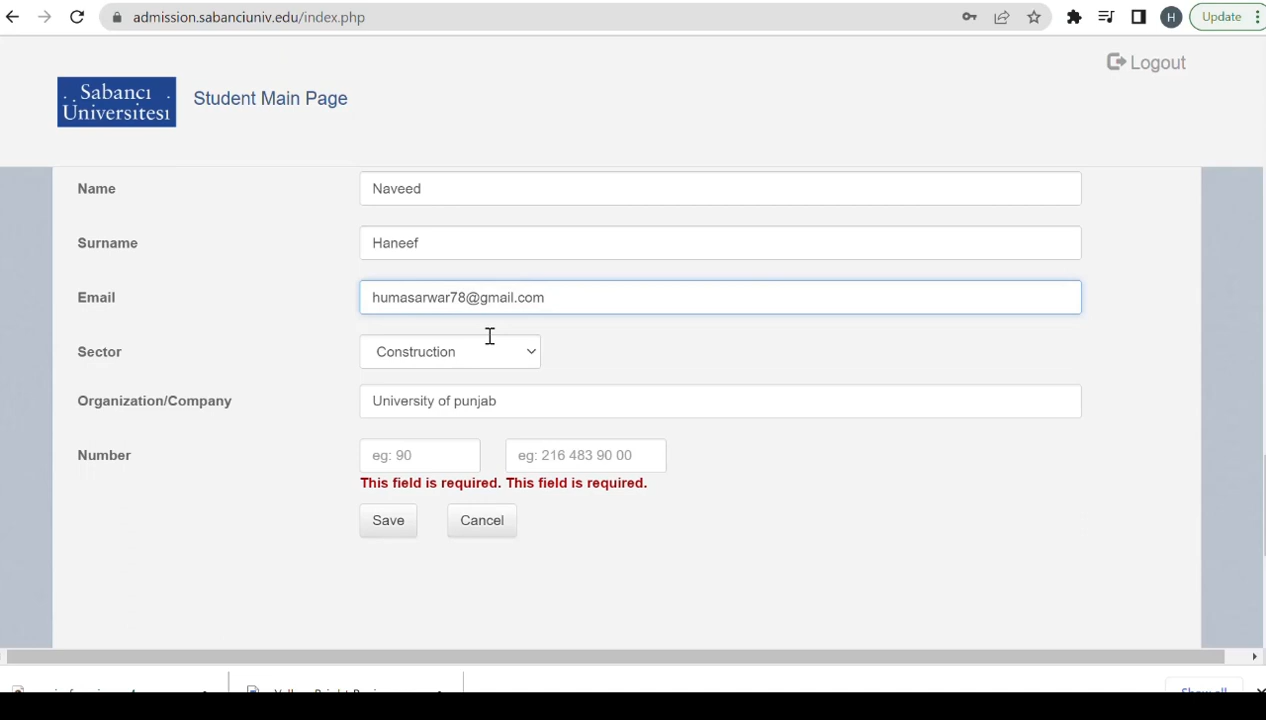 admission.sabanciuniv.edu/index.php
H
Update
Logout
Sabancı
Üniversitesi
Student Main Page
Name
Naveed
Surname
Haneef
Email
humasarwar78@gmail.com
Sector
Construction
Organization/Company
University of punjab
Number
eg: 90
eg: 216 483 90 00
This field is required. This field is required.
Save
Cancel
Show all